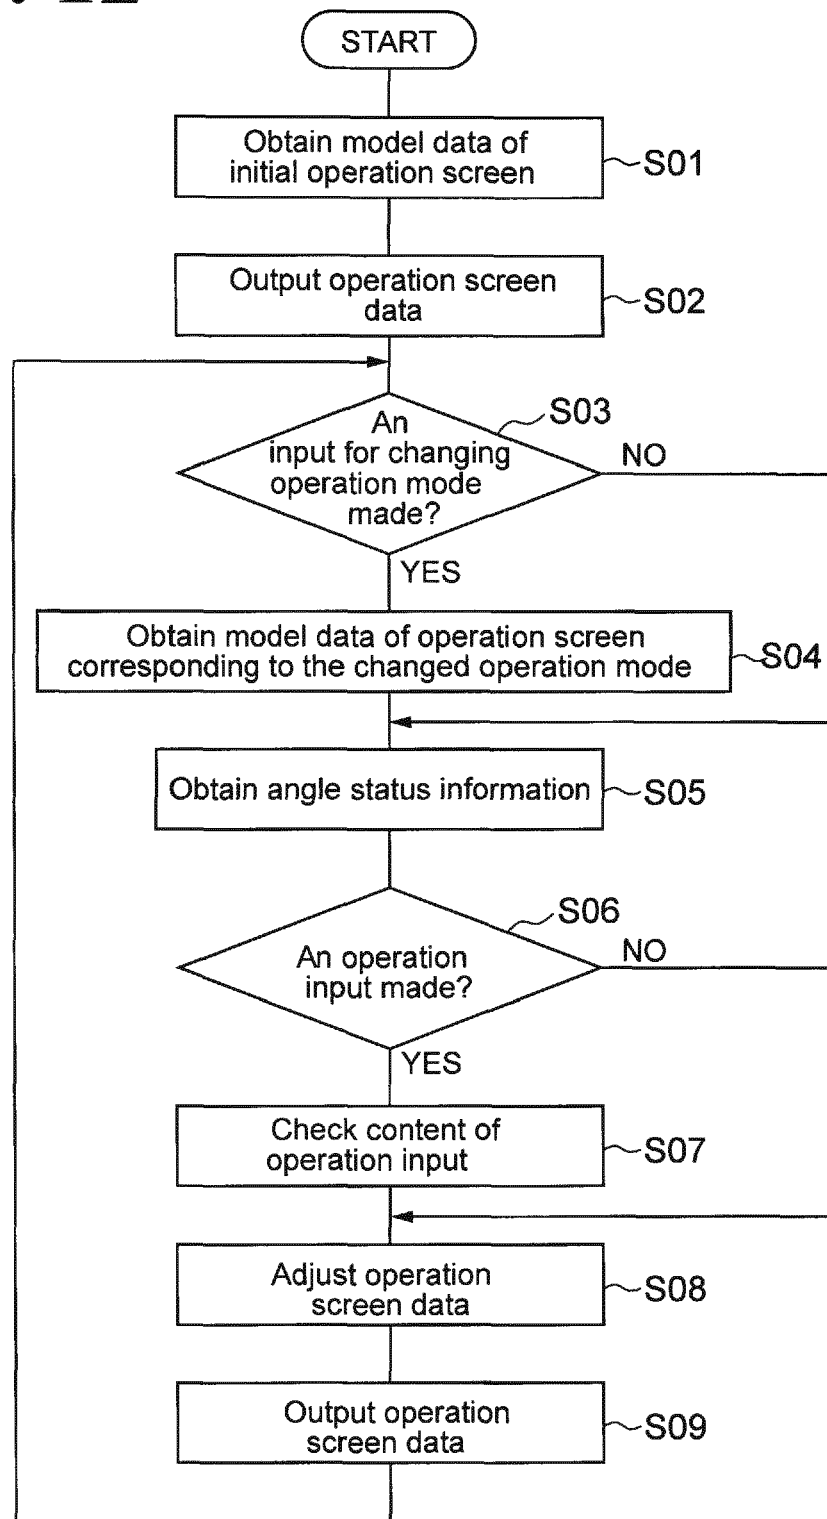 START
Obtain model data of
initial operation screen
S01
Output operation screen
data
S02
S03
An
input for changing
operation mode
made?
NO
YES
Obtain model data of operation screen
corresponding to the changed operation mode
S04
Obtain angle status information
S05
S06
An operation
input made?
NO
YES
Check content of
operation input
S07
Adjust operation
screen data
S08
Output operation
screen data
S09